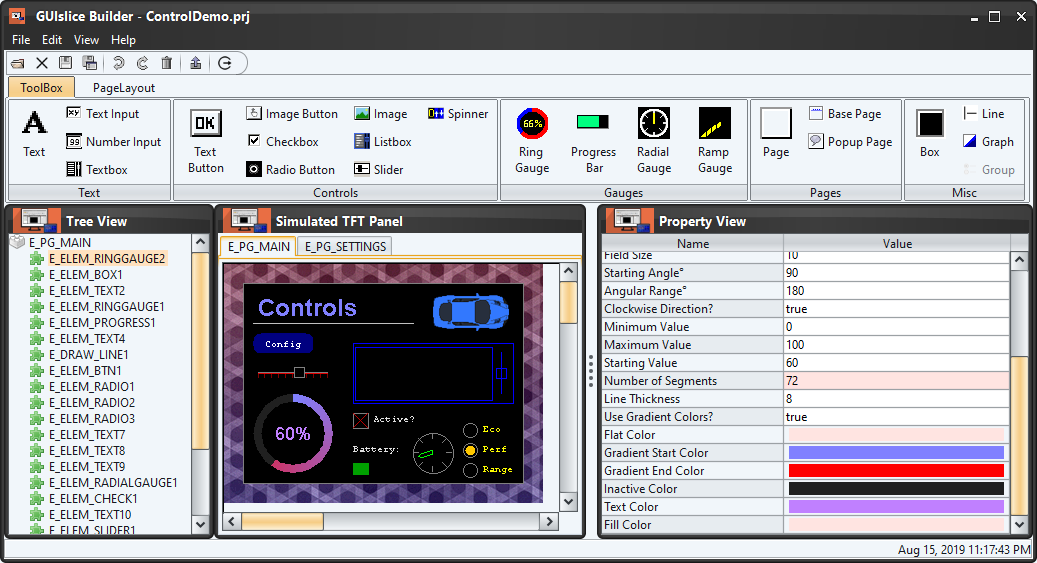 GUIslice Builder - ControlDemo.prj
File Edit View Help
ToolBox PageLayout
A Text
Text Input
Number Input
Textbox
Text
OK
Text Button
Image Button
Checkbox
Radio Button
Image
Listbox
Slider
Spinner
Controls
66%
Ring Gauge
Progress Bar
Radial Gauge
Ramp Gauge
Gauges
Page
Base Page
Popup Page
Pages
Box
Line
Graph
Group
Misc
Tree View
E_PG_MAIN
E_ELEM_RINGGAUGE2
E_ELEM_BOX1
E_ELEM_TEXT2
E_ELEM_RINGGAUGE1
E_ELEM_PROGRESS1
E_ELEM_TEXT4
E_DRAW_LINE1
E_ELEM_BTN1
E_ELEM_RADIO1
E_ELEM_RADIO2
E_ELEM_RADIO3
E_ELEM_TEXT7
E_ELEM_TEXT8
E_ELEM_TEXT9
E_ELEM_RADIALGAUGE1
E_ELEM_CHECK1
E_ELEM_TEXT10
E_ELEM_SLIDER1
Simulated TFT Panel
E_PG_MAIN E_PG_SETTINGS
Controls
Config
60%
Active?
Battery:
Eco
Perf
Range
Property View
Name Value
Field Size 10
Starting Angle° 90
Angular Range° 180
Clockwise Direction? true
Minimum Value 0
Maximum Value 100
Starting Value 60
Number of Segments 72
Line Thickness 8
Use Gradient Colors? true
Flat Color
Gradient Start Color
Gradient End Color
Inactive Color
Text Color
Fill Color
Aug 15, 2019 11:17:43 PM